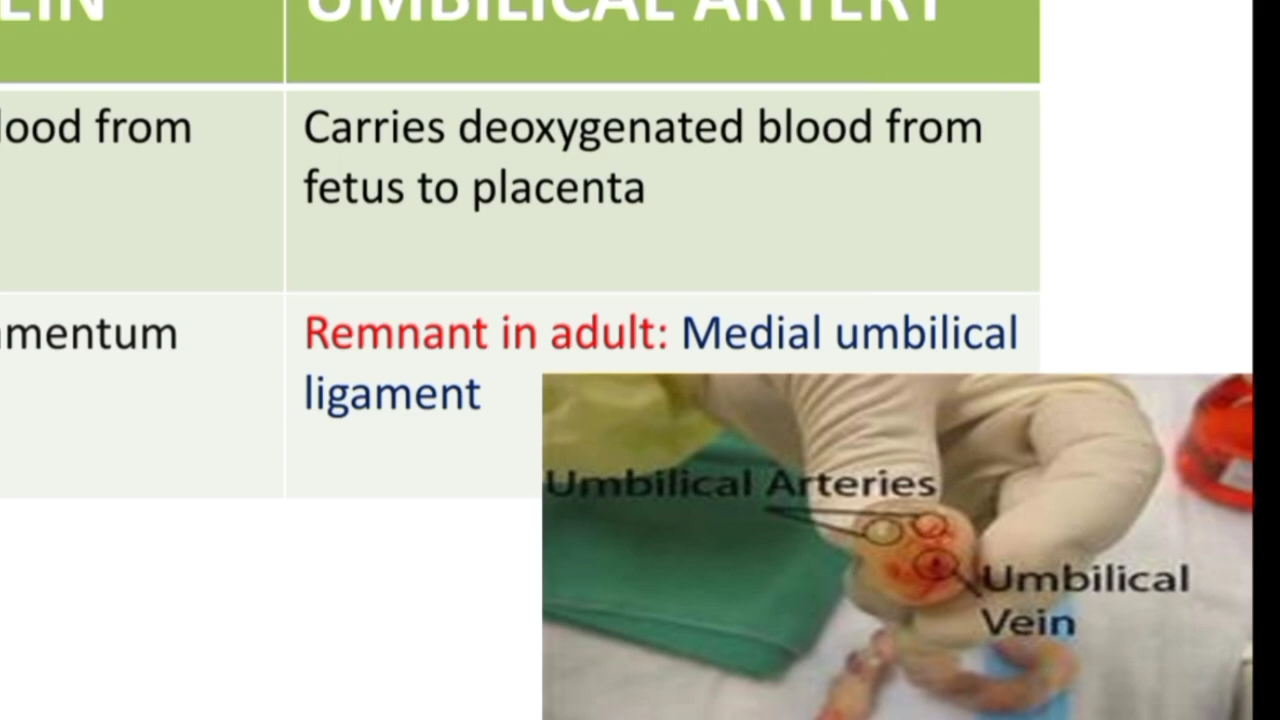 EIN
UMBILICAL ARTERY
lood from
Carries deoxygenated blood from
fetus to placenta
amentum
Remnant in adult: Medial umbilical
ligament
Umbilical Arteries
Umbilical
Vein